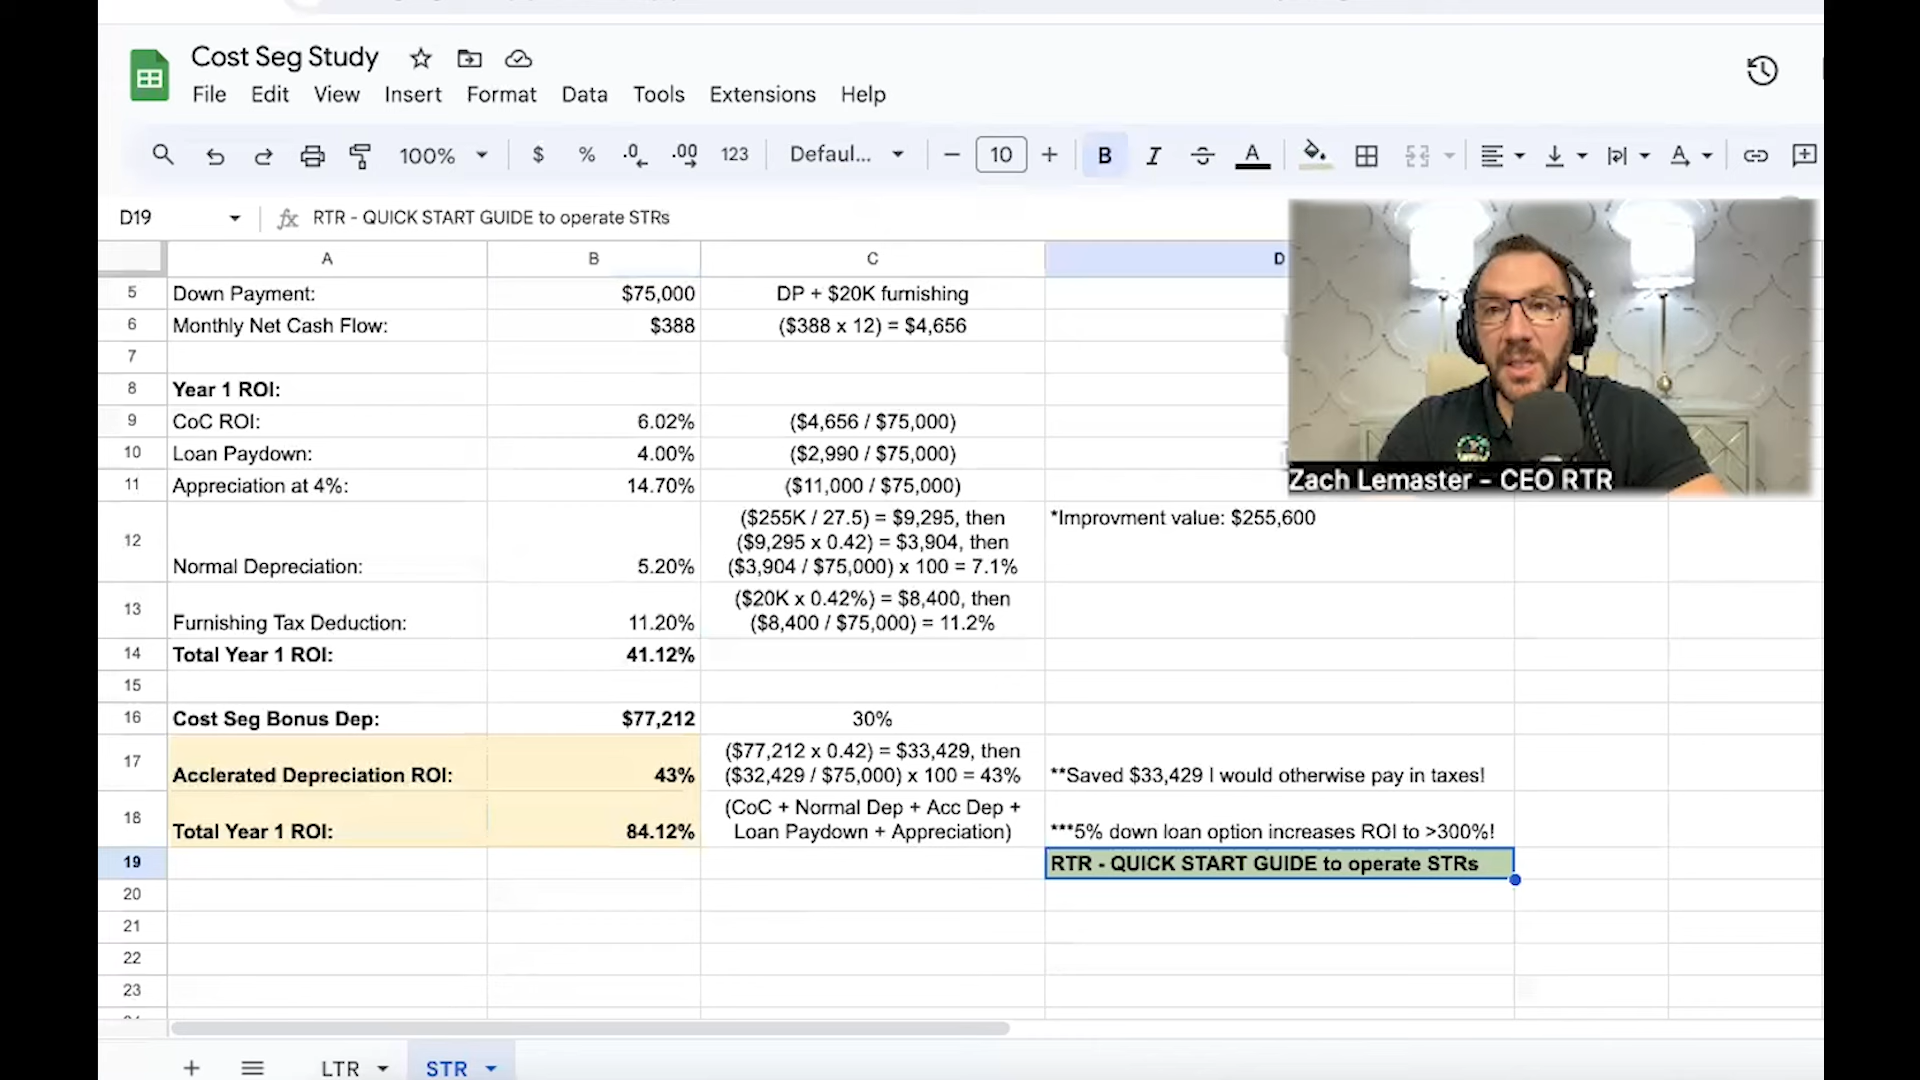 Cost Seg Study
File Edit View Insert Format Data Tools Extensions Help
100% $ % .0 .00 123 Defaul... 10 B I A
D19 fx RTR - QUICK START GUIDE to operate STRs
A B C D
5 Down Payment: $75,000 DP + $20K furnishing
6 Monthly Net Cash Flow: $388 ($388 x 12) = $4,656
7
8 Year 1 ROI:
9 CoC ROI: 6.02% ($4,656 / $75,000)
10 Loan Paydown: 4.00% ($2,990 / $75,000)
11 Appreciation at 4%: 14.70% ($11,000 / $75,000)
Zach Lemaster - CEO RTR
($255K / 27.5) = $9,295, then *Improvment value: $255,600
12 ($9,295 x 0.42) = $3,904, then
Normal Depreciation: 5.20% ($3,904 / $75,000) x 100 = 7.1%
13 ($20K x 0.42%) = $8,400, then
Furnishing Tax Deduction: 11.20% ($8,400 / $75,000) = 11.2%
14 Total Year 1 ROI: 41.12%
15
16 Cost Seg Bonus Dep: $77,212 30%
17 ($77,212 x 0.42) = $33,429, then
Acclerated Depreciation ROI: 43% ($32,429 / $75,000) x 100 = 43% **Saved $33,429 I would otherwise pay in taxes!
18 (CoC + Normal Dep + Acc Dep +
Total Year 1 ROI: 84.12% Loan Paydown + Appreciation) ***5% down loan option increases ROI to >300%!
19 RTR - QUICK START GUIDE to operate STRs
20
21
22
23
+ LTR STR